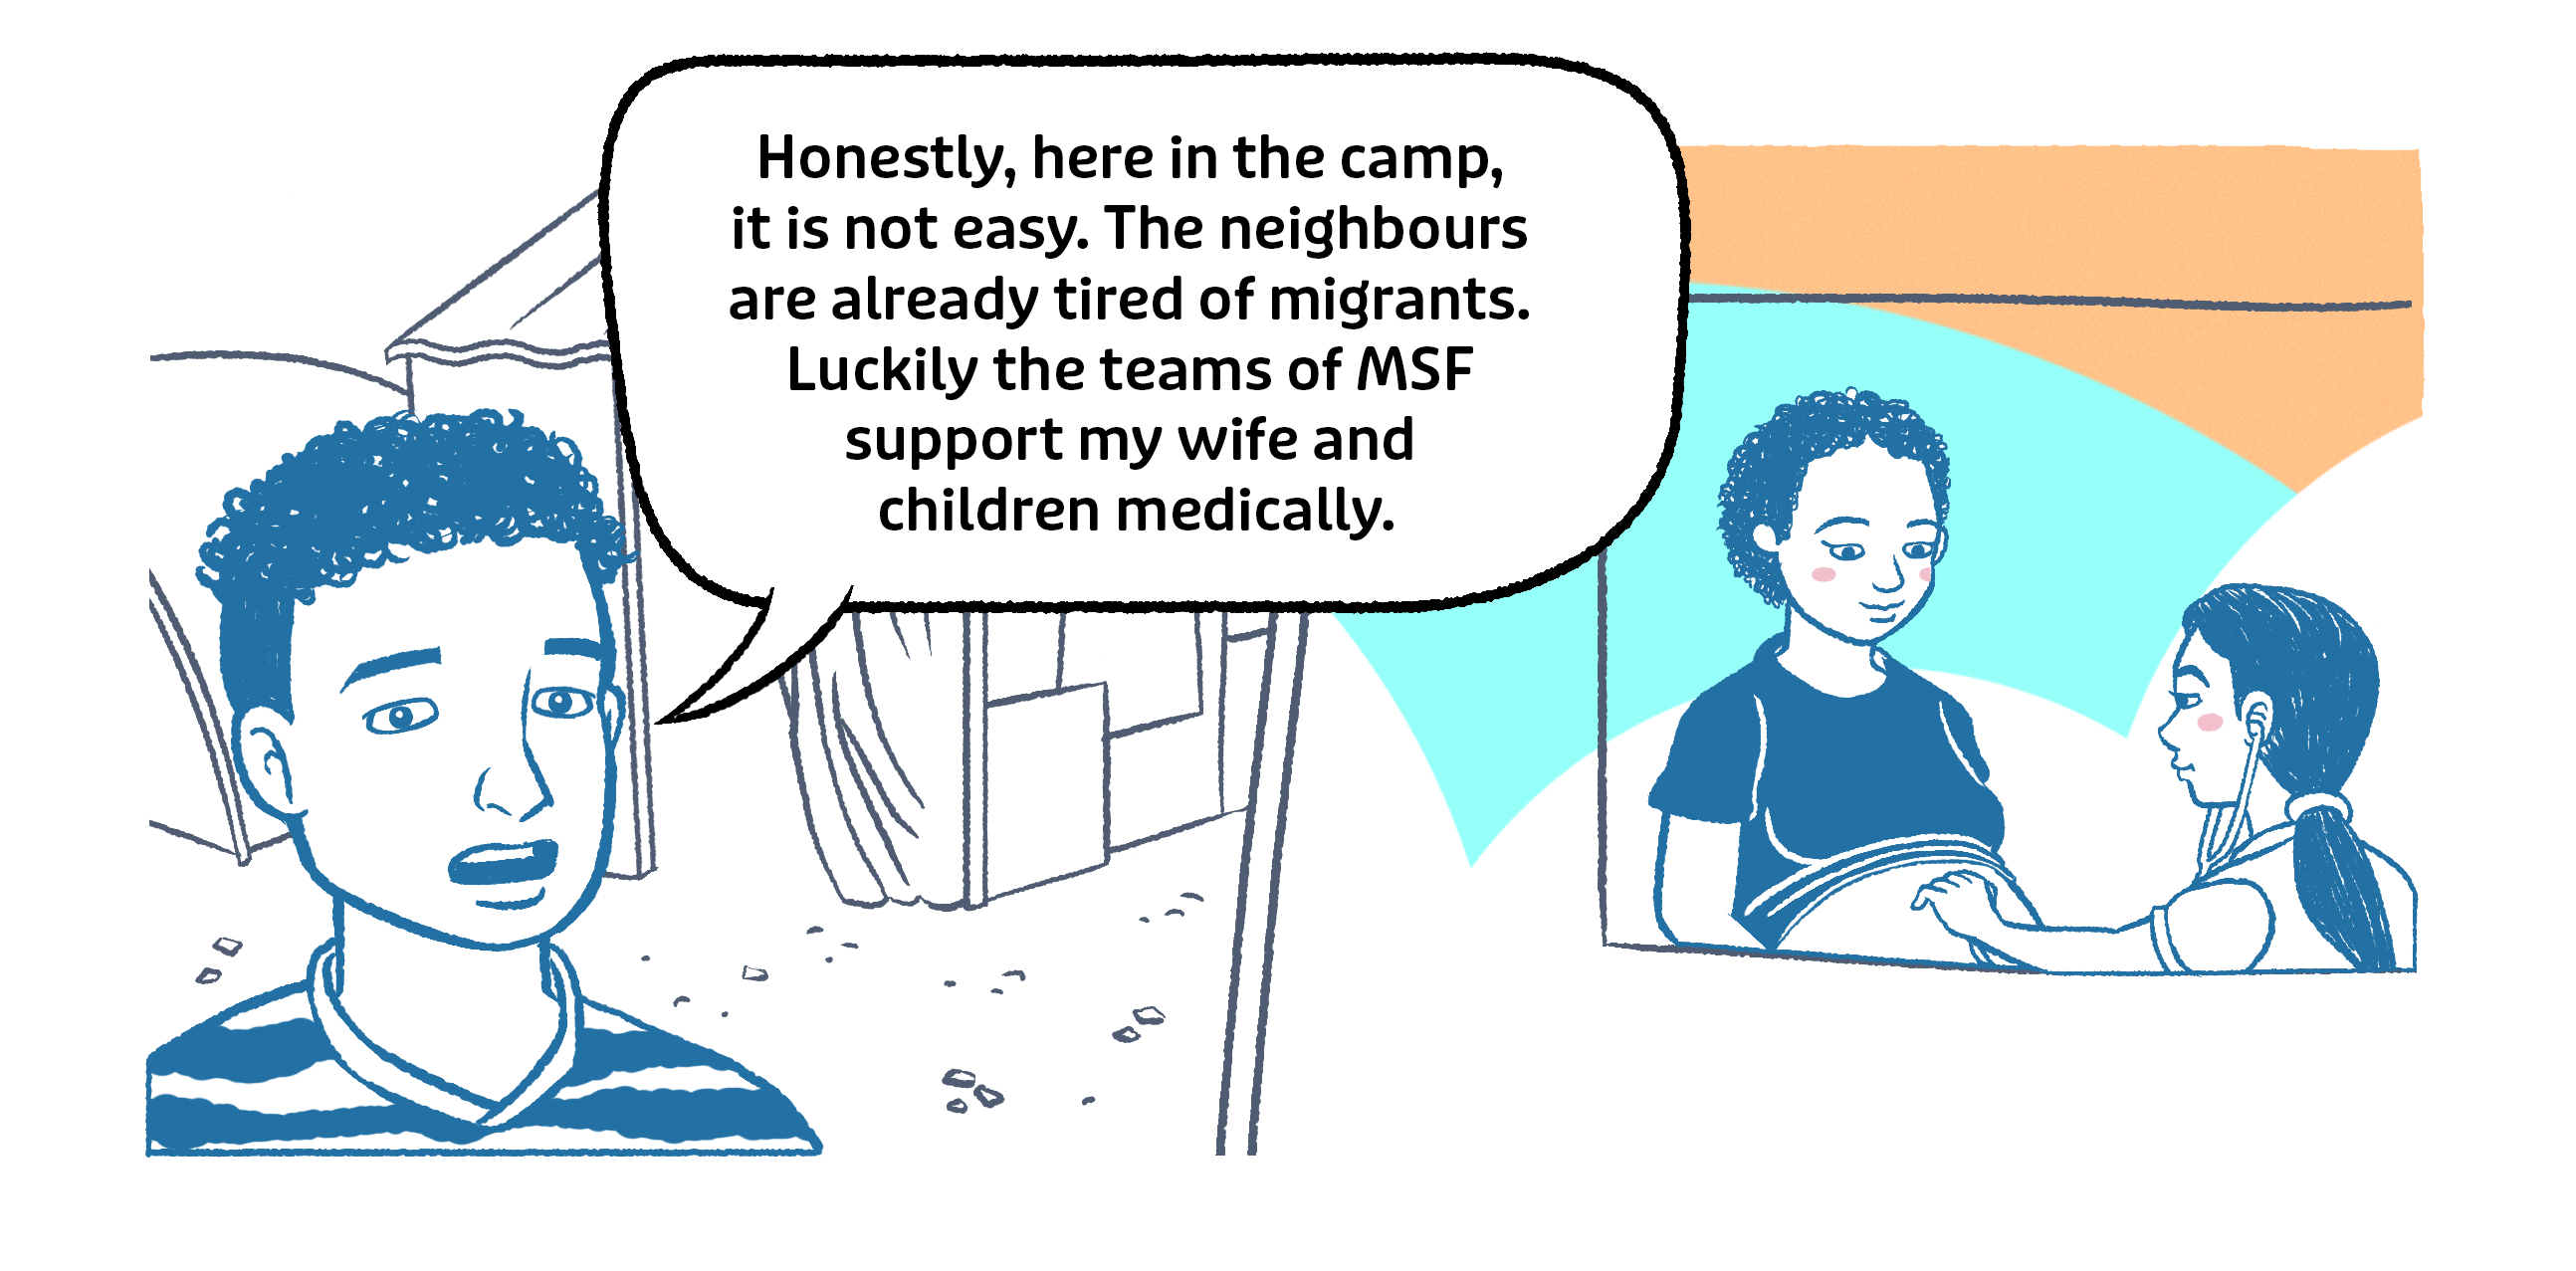 Honestly, here in the camp,
it is not easy. The neighbours
are already tired of migrants.
Luckily the teams of MSF
support my wife and
children medically.